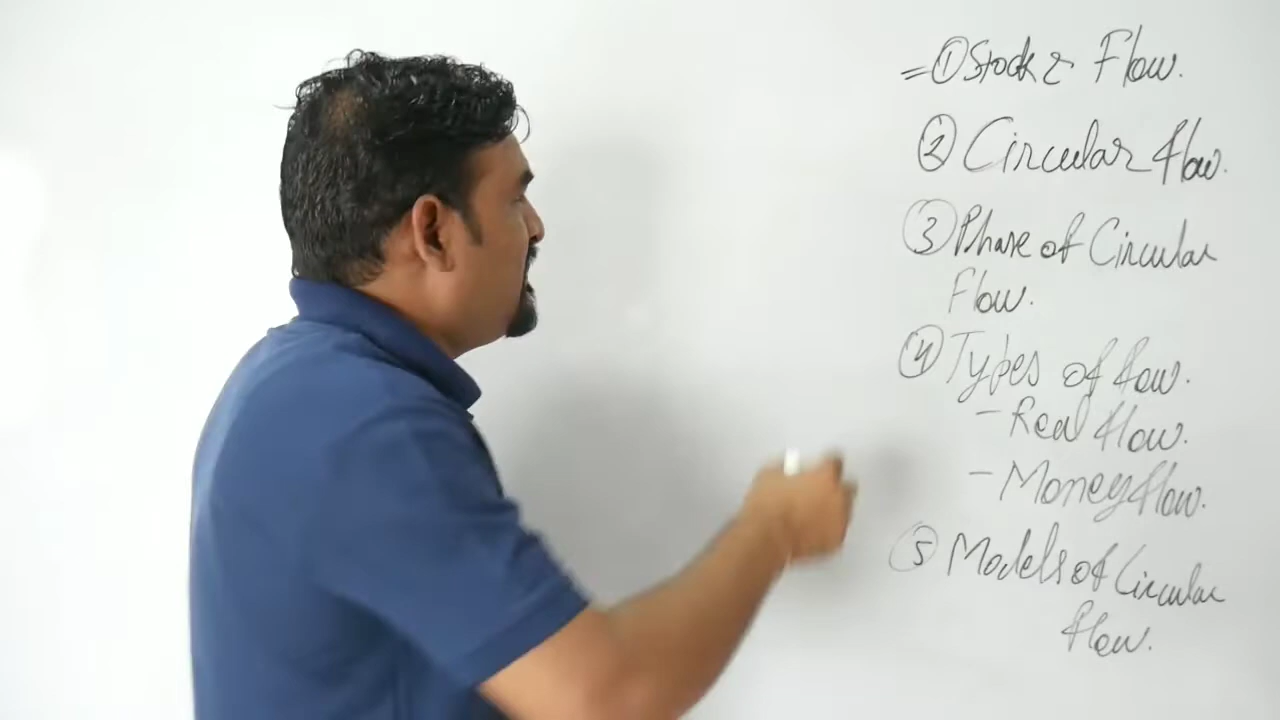 = ① Stock & Flow.
② Circular flow.
③ Phase of Circular
Flow.
④ Types of flow.
- Real flow.
- Money flow.
⑤ Models of Circular
flow.